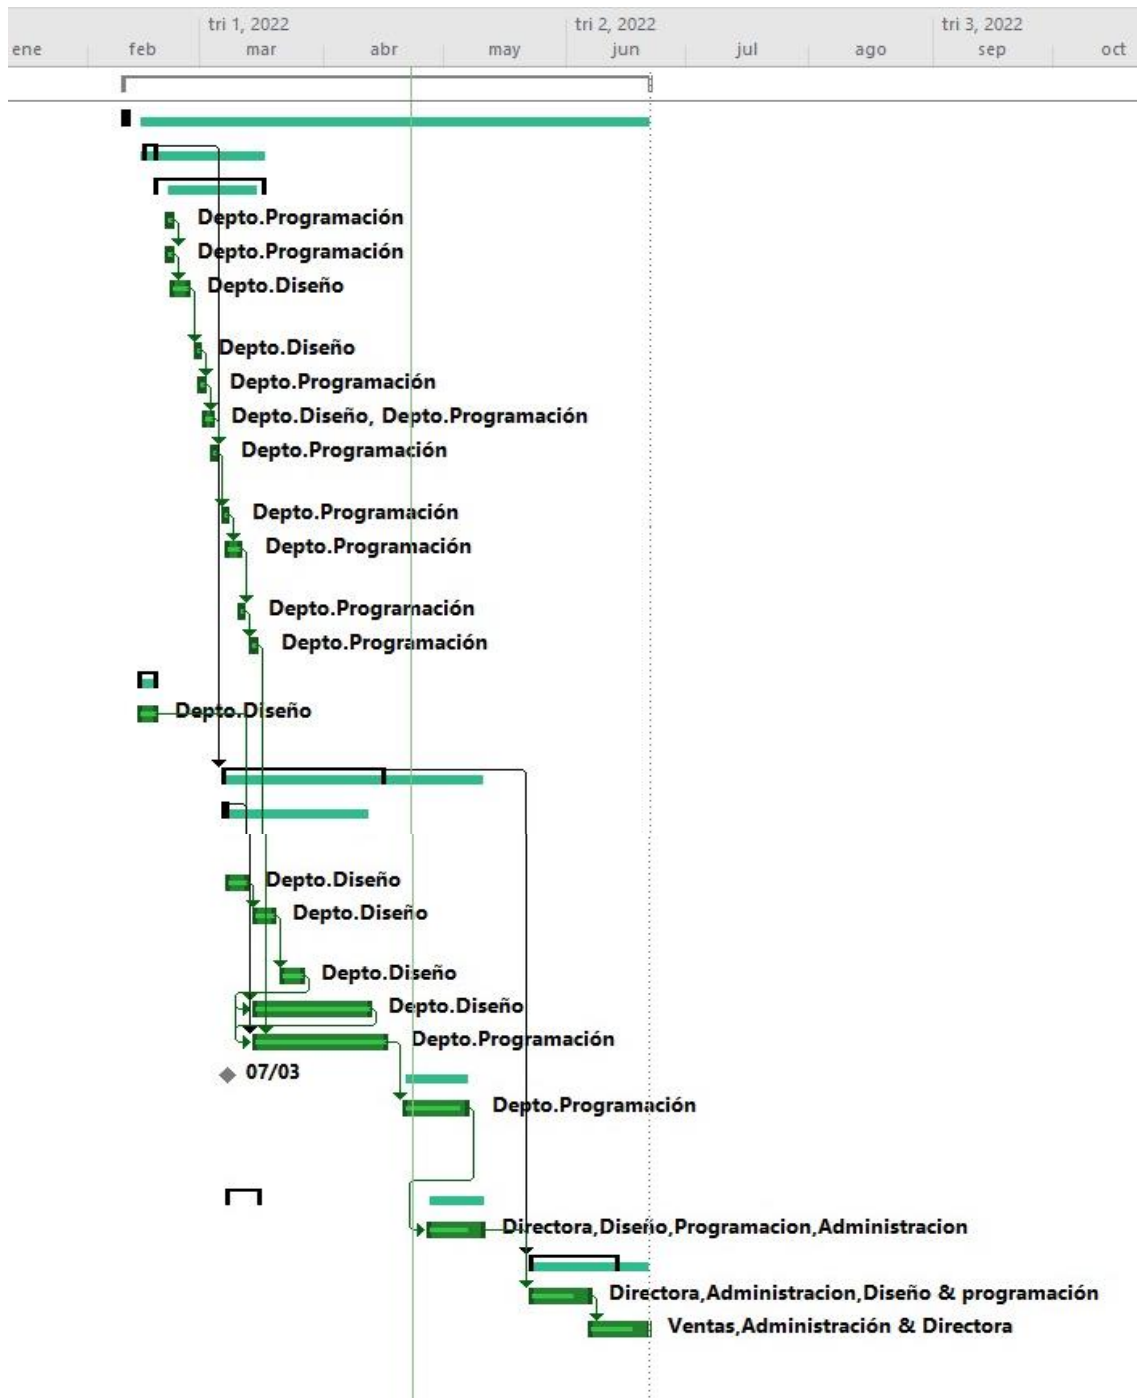 tri 1, 2022 tri 2, 2022 tri 3, 2022
ene feb mar abr may jun jul ago sep oct
Depto.Programación
Depto.Programación
Depto.Diseño
Depto.Diseño
Depto.Programación
Depto.Diseño, Depto.Programación
Depto.Programación
Depto.Programación
Depto.Programación
Depto.Programación
Depto.Programación
Depto.Diseño
Depto.Diseño
Depto.Diseño
Depto.Diseño
Depto.Diseño
Depto.Programación
07/03
Depto.Programación
Directora,Diseño,Programacion,Administracion
Directora,Administracion,Diseño & programación
Ventas,Administración & Directora